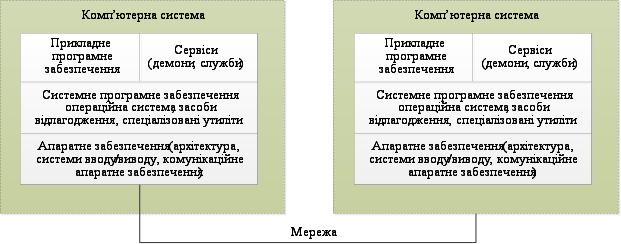 Комп’ютерна система
Прикладне
програмне
забезпечення
Сервіси
(демони, служби)
Системне програмне забезпечення
операційна система, засоби
відлагодження, спеціалізовані утиліти
Апаратне забезпечення(архітектура,
системи вводу/виводу, комунікаційне
апаратне забезпечення)
Комп’ютерна система
Прикладне
програмне
забезпечення
Сервіси
(демони, служби)
Системне програмне забезпечення
операційна система, засоби
відлагодження, спеціалізовані утиліти
Апаратне забезпечення(архітектура,
системи вводу/виводу, комунікаційне
апаратне забезпечення)
Мережа